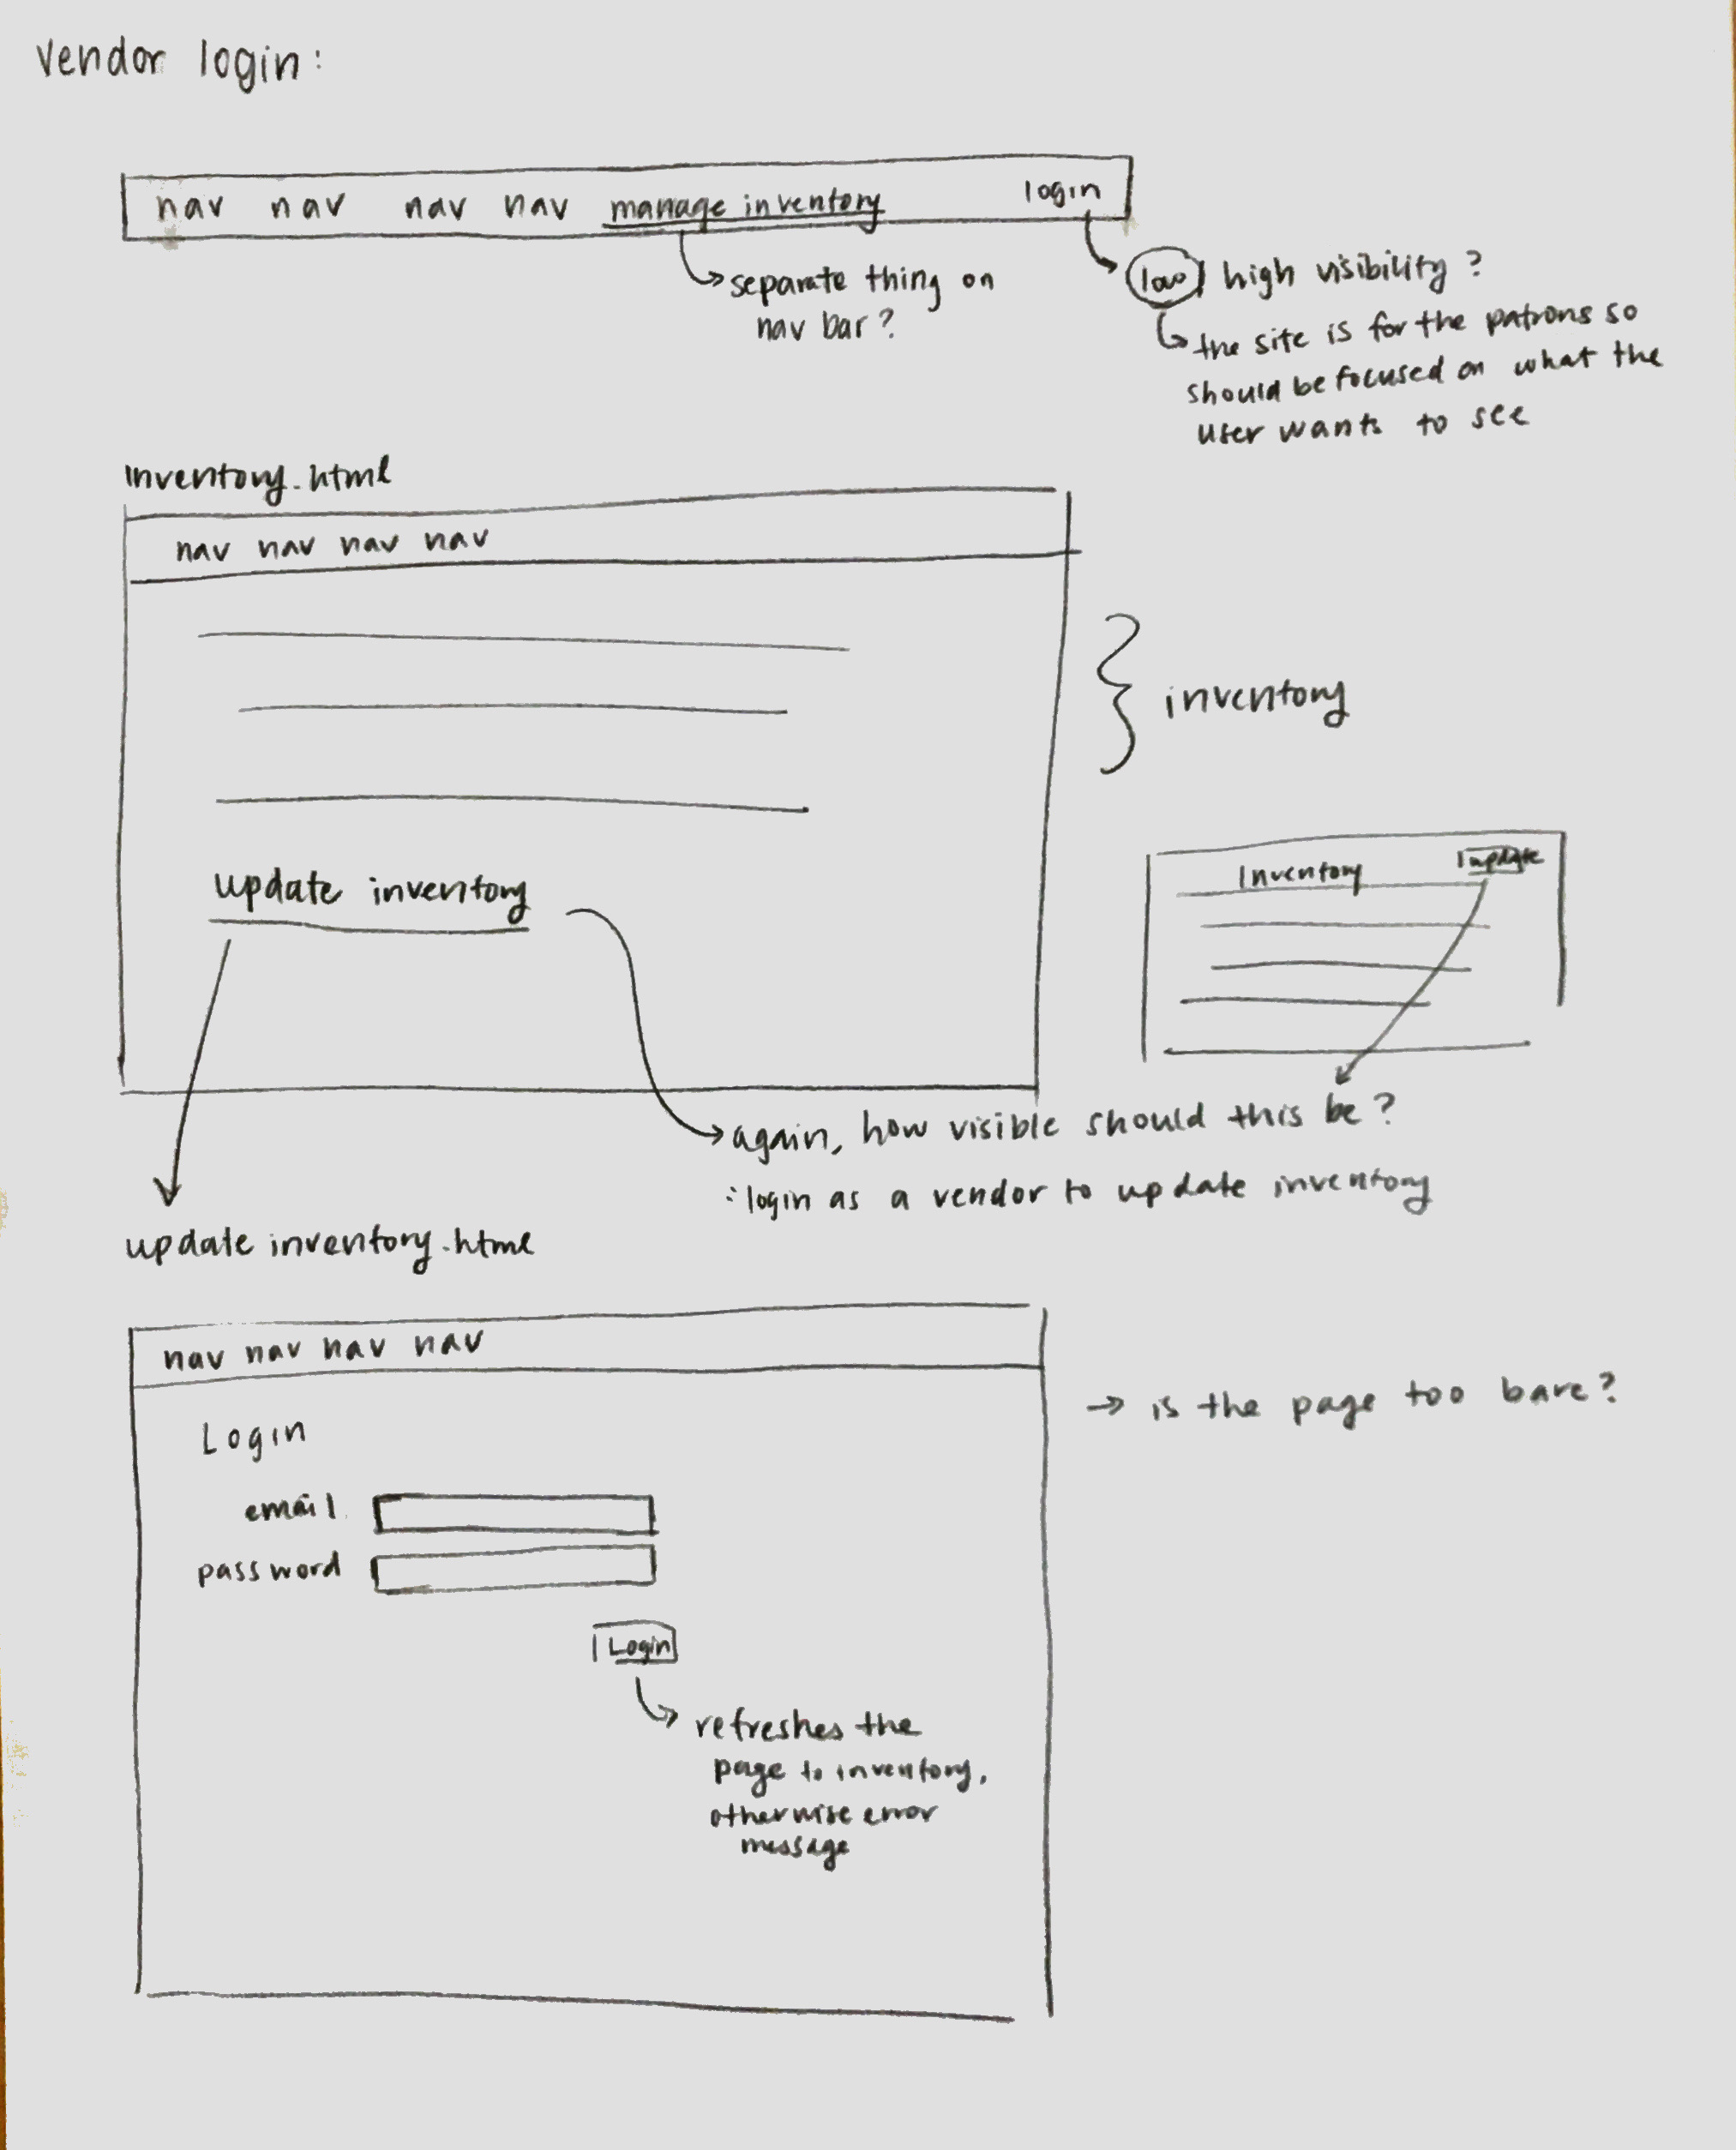 Vendor login:
nav nav nav nav manage inventory login
separate thing on
nav bar?
low high visibility?
the site is for the patrons so
should be focused on what the
user wants to see
inventory.html
nav nav nav nav
inventory
update inventory
Inventory update
again, how visible should this be?
: login as a vendor to update inventory
update inventory.html
nav nav nav nav
is the page too bare?
Login
email
password
Login
refreshes the
page to inventory,
otherwise error
message